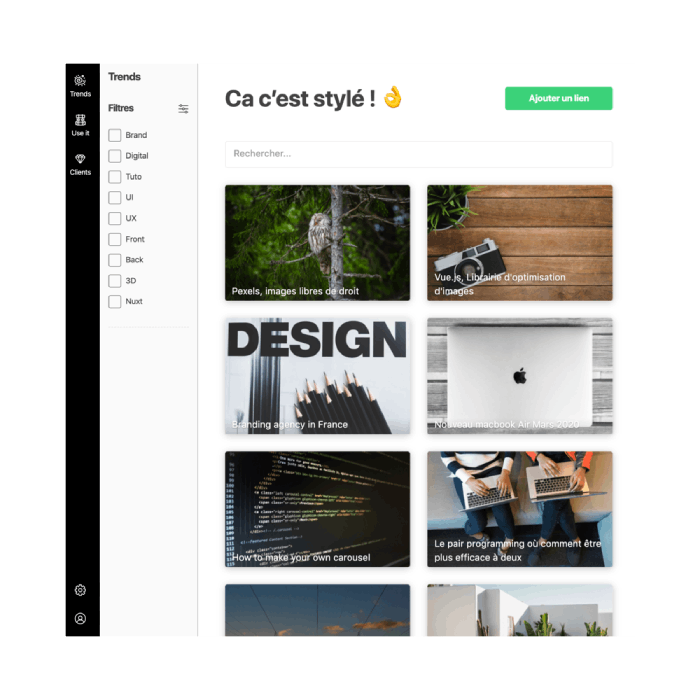 Trends
Use it
Clients
Trends
Filtres
Brand
Digital
Tuto
UI
UX
Front
Back
3D
Nuxt
Ca c'est stylé ! 👌
Ajouter un lien
Rechercher...
Pexels, images libres de droit
Vue.js, Librairie d'optimisation
d'images
DESIGN
Branding agency in France
Nouveau macbook Air Mars 2020
How to make your own carousel
Le pair programming où comment être
plus efficace à deux